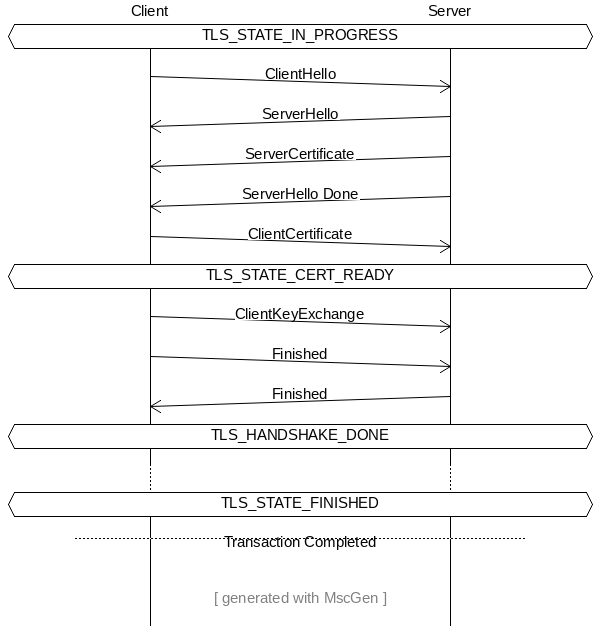 Client Server
TLS_STATE_IN_PROGRESS
ClientHello
ServerHello
ServerCertificate
ServerHello Done
ClientCertificate
TLS_STATE_CERT_READY
ClientKeyExchange
Finished
Finished
TLS_HANDSHAKE_DONE
TLS_STATE_FINISHED
Transaction Completed
[ generated with MscGen ]